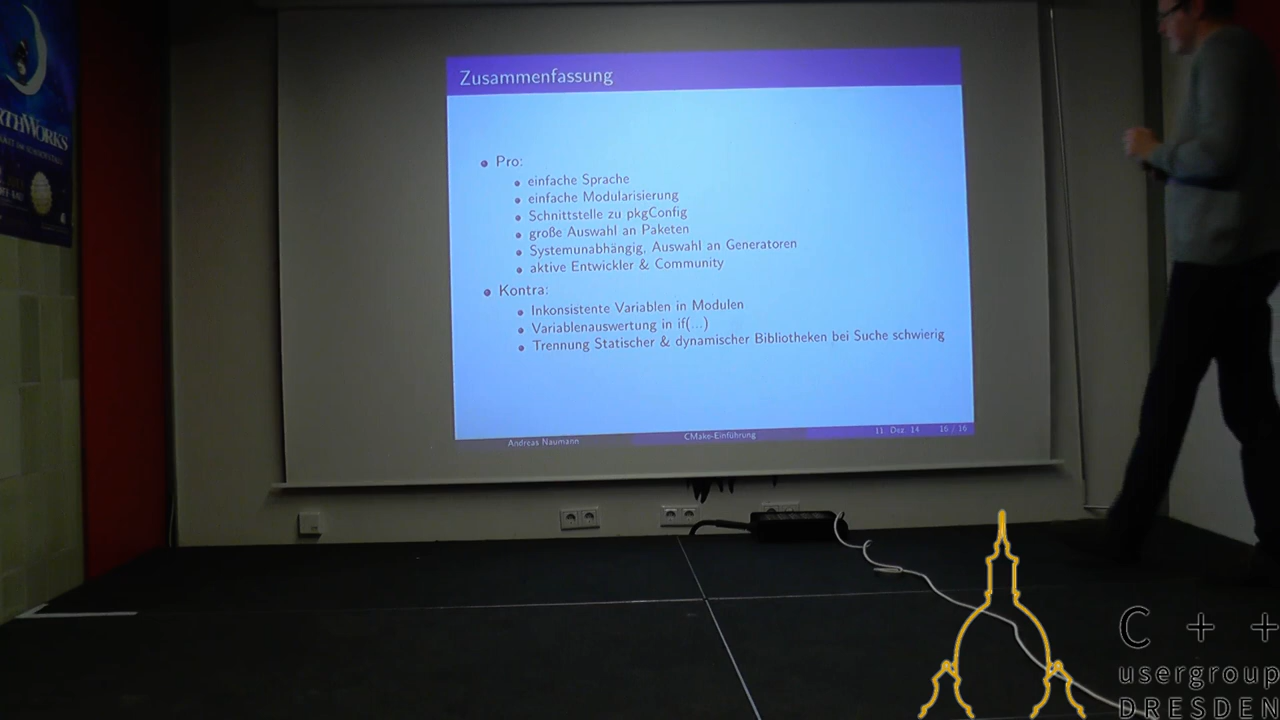 Zusammenfassung
Pro:
einfache Sprache
einfache Modularisierung
Schnittstelle zu pkgConfig
große Auswahl an Paketen
Systemunabhängig, Auswahl an Generatoren
aktive Entwickler & Community
Kontra:
Inkonsistente Variablen in Modulen
Variablenauswertung in if(...)
Trennung Statischer & dynamischer Bibliotheken bei Suche schwierig
Andreas Naumann
CMake-Einführung
11. Dez. 14
16 / 16
C++
usergroup
DRESDEN